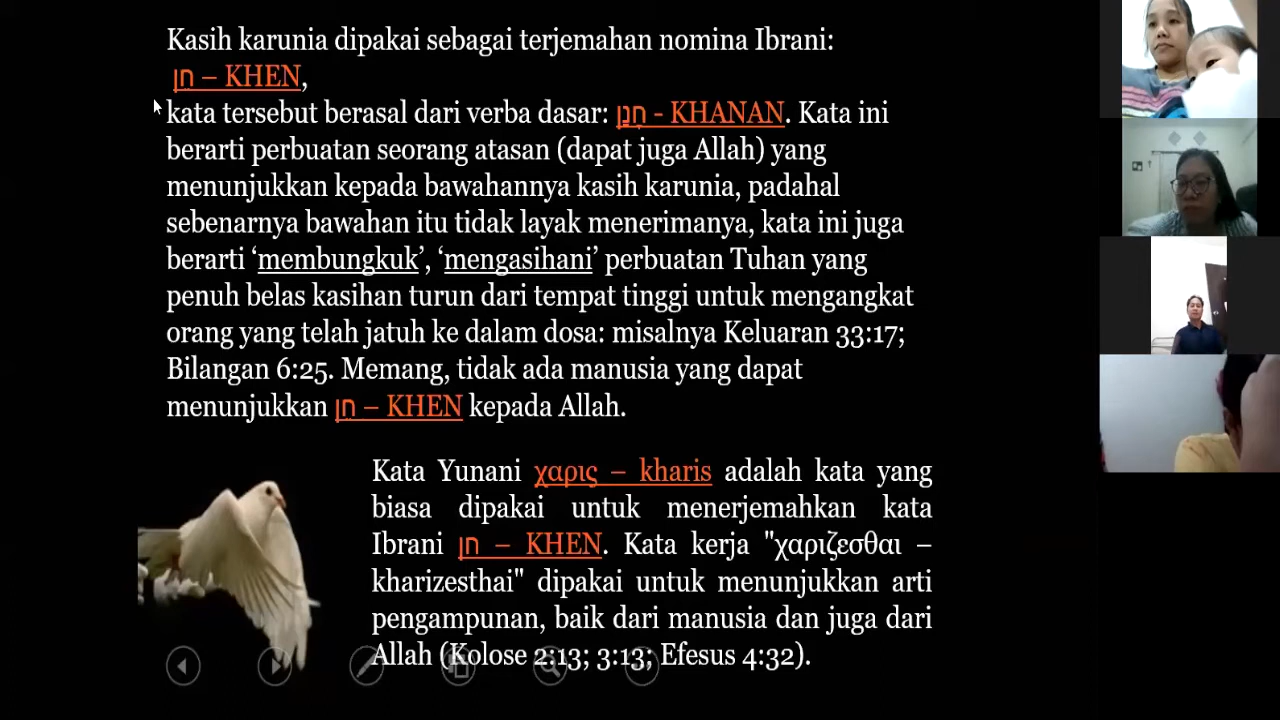 Kasih karunia dipakai sebagai terjemahan nomina Ibrani:
חֵן – KHEN,
kata tersebut berasal dari verba dasar: חָנַן - KHANAN. Kata ini
berarti perbuatan seorang atasan (dapat juga Allah) yang
menunjukkan kepada bawahannya kasih karunia, padahal
sebenarnya bawahan itu tidak layak menerimanya, kata ini juga
berarti ‘membungkuk’, ‘mengasihani’ perbuatan Tuhan yang
penuh belas kasihan turun dari tempat tinggi untuk mengangkat
orang yang telah jatuh ke dalam dosa: misalnya Keluaran 33:17;
Bilangan 6:25. Memang, tidak ada manusia yang dapat
menunjukkan חֵן – KHEN kepada Allah.
Kata Yunani χαρις – kharis adalah kata yang
biasa dipakai untuk menerjemahkan kata
Ibrani חֵן – KHEN. Kata kerja "χαριζεσθαι –
kharizesthai" dipakai untuk menunjukkan arti
pengampunan, baik dari manusia dan juga dari
Allah (Kolose 2:13; 3:13; Efesus 4:32).